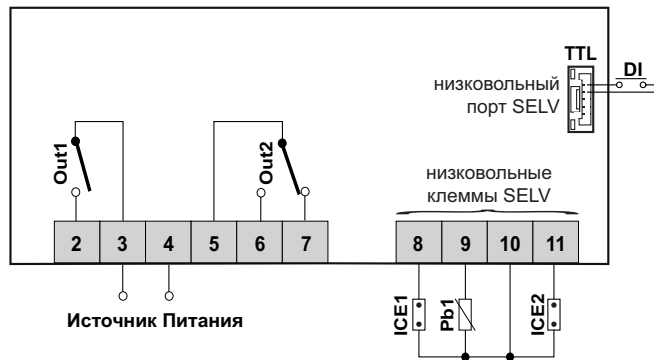 TTL
DI
низковольный
порт SELV
Out1
Out2
низковольные
клеммы SELV
2 3 4 5 6 7 8 9 10 11
Источник Питания
ICE1
Pb1
ICE2